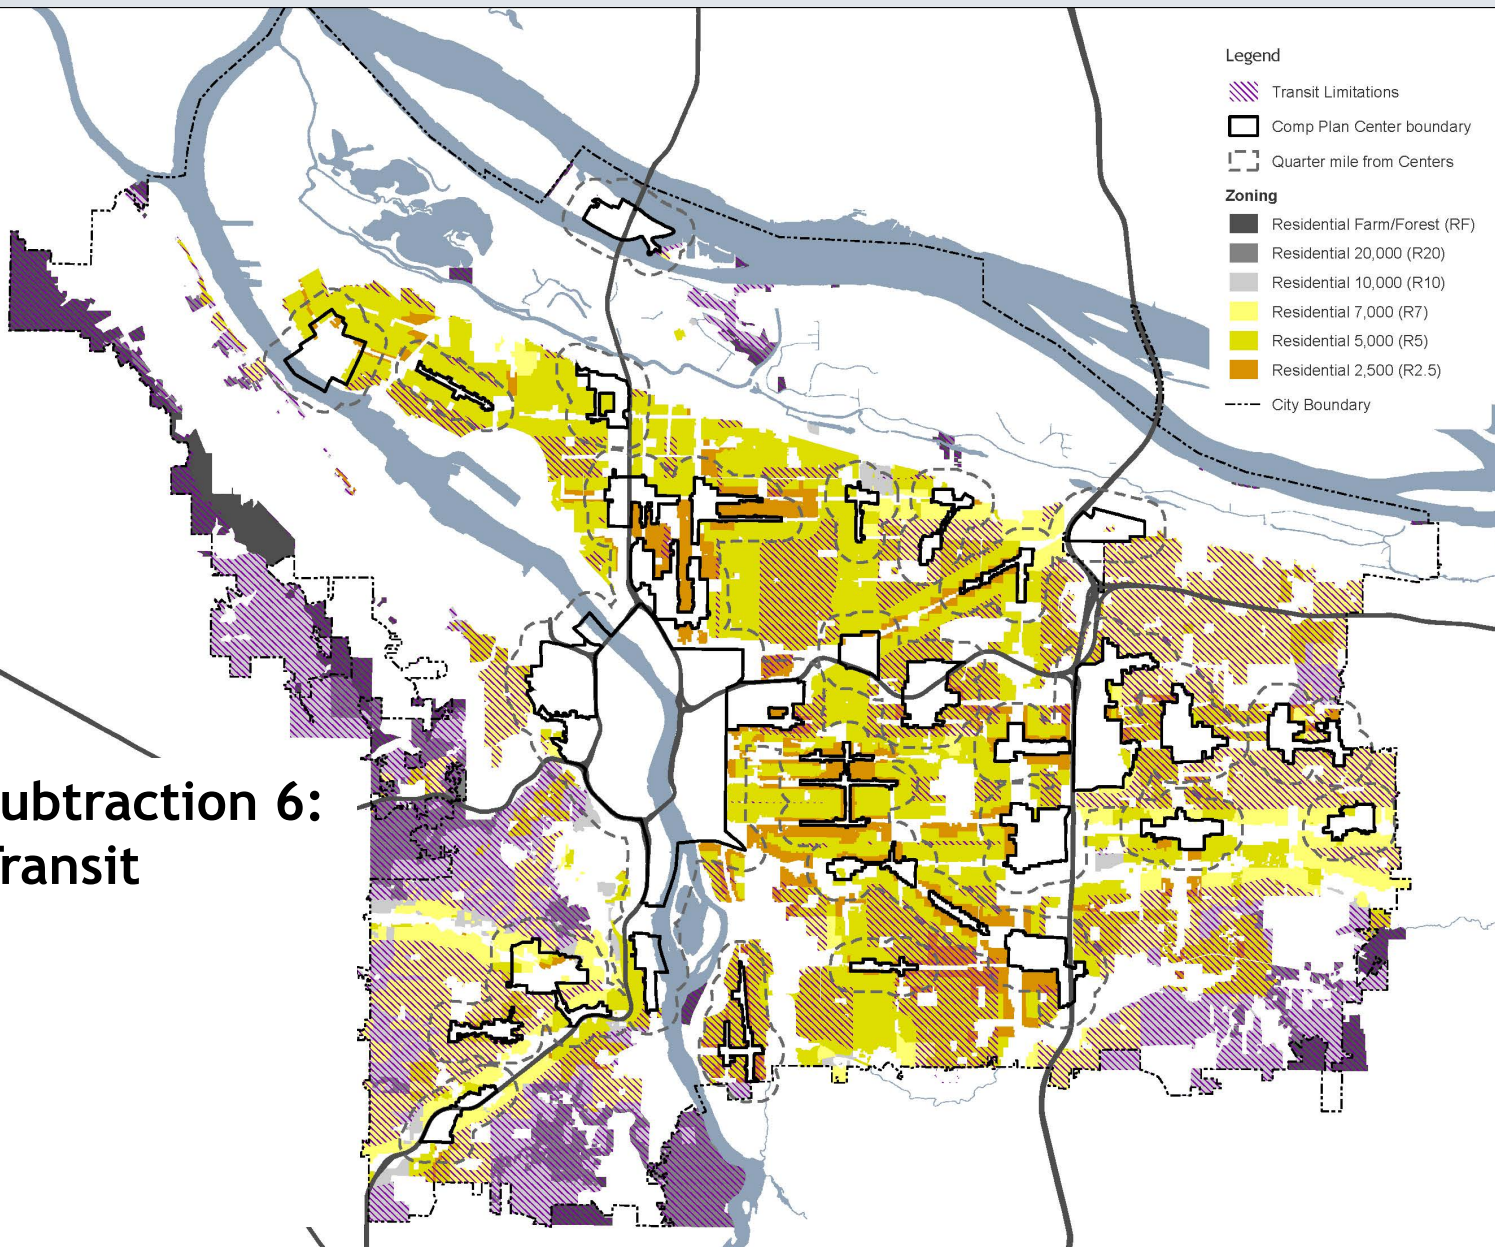 Legend
Transit Limitations
Comp Plan Center boundary
Quarter mile from Centers
Zoning
Residential Farm/Forest (RF)
Residential 20,000 (R20)
Residential 10,000 (R10)
Residential 7,000 (R7)
Residential 5,000 (R5)
Residential 2,500 (R2.5)
City Boundary
ubtraction 6:
ransit